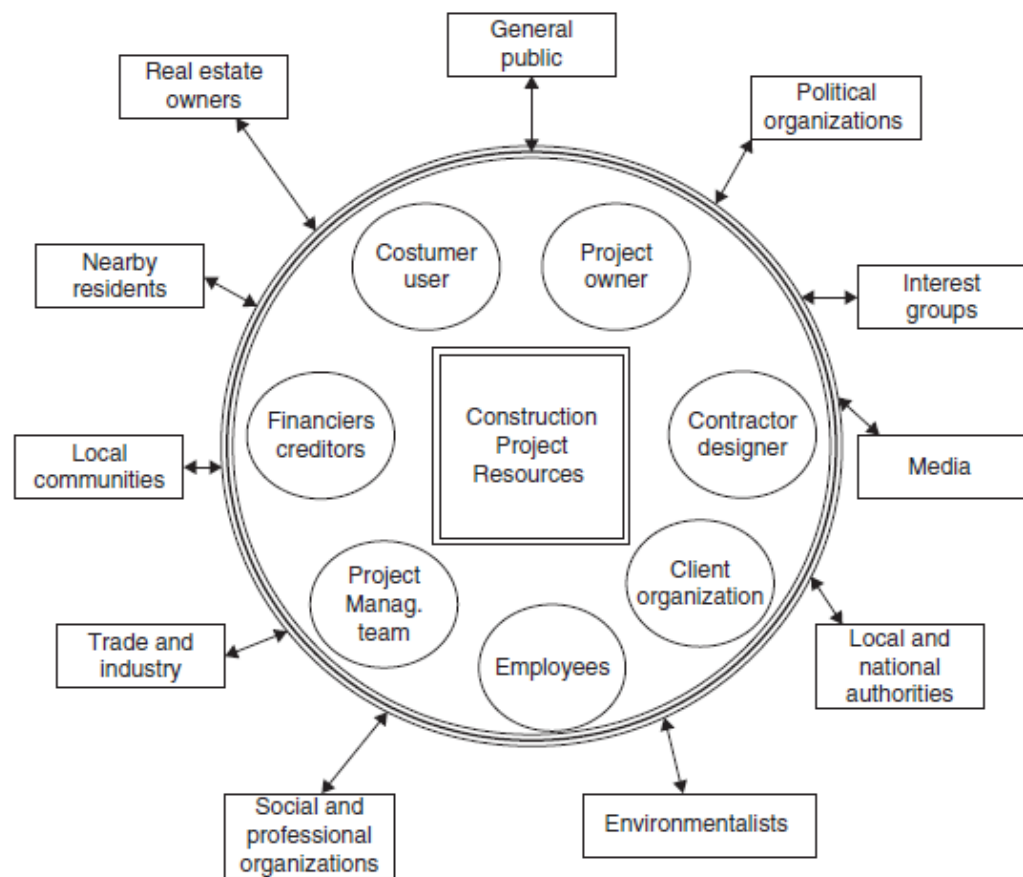 General
public
Real estate
owners
Political
organizations
Nearby
residents
Costumer
user
Project
owner
Interest
groups
Financiers
creditors
Construction
Project
Resources
Contractor
designer
Local
communities
Media
Project
Manag.
team
Client
organization
Employees
Trade and
industry
Local and
national
authorities
Social and
professional
organizations
Environmentalists